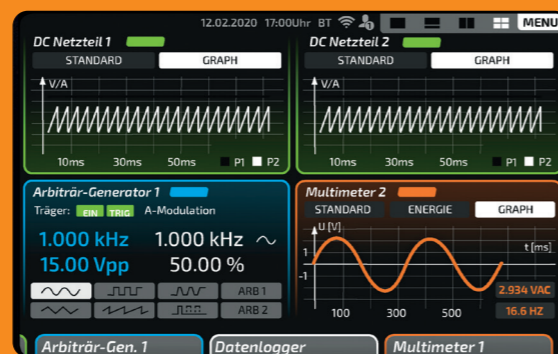 12.02.2020 17:00Uhr BT MENU
DC Netzteil 1
STANDARD GRAPH
V/A
10ms 30ms 50ms P1 P2
DC Netzteil 2
STANDARD GRAPH
V/A
10ms 30ms 50ms P1 P2
Arbiträr-Generator 1
Träger: EIN TRIG A-Modulation
1.000 kHz 1.000 kHz
15.00 Vpp 50.00 %
ARB 1
ARB 2
Multimeter 2
STANDARD ENERGIE GRAPH
U [V]
t [ms]
1
-1
2.934 VAC
100 300 500 16.6 HZ
Arbiträr-Gen. 1 Datenlogger Multimeter 1